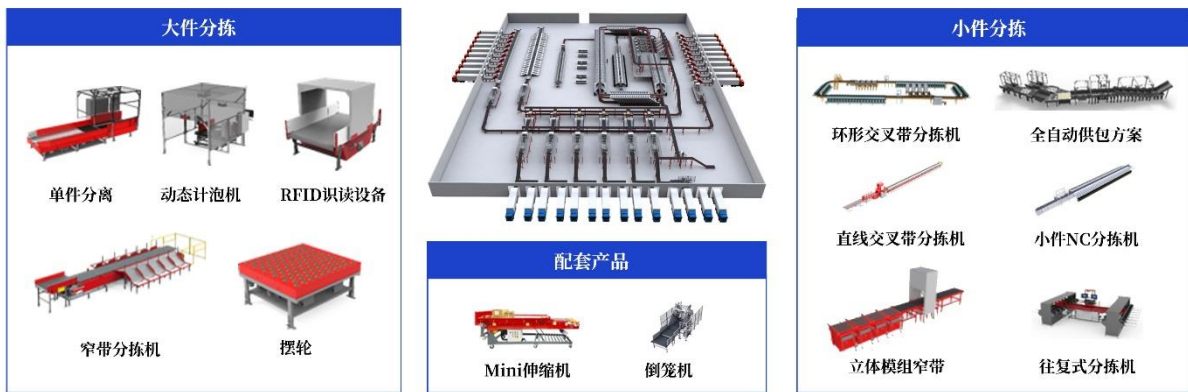 大件分拣
单件分离
动态计泡机
RFID识读设备
窄带分拣机
摆轮
配套产品
Mini伸缩机
倒笼机
小件分拣
环形交叉带分拣机
全自动供包方案
直线交叉带分拣机
小件NC分拣机
立体模组窄带
往复式分拣机